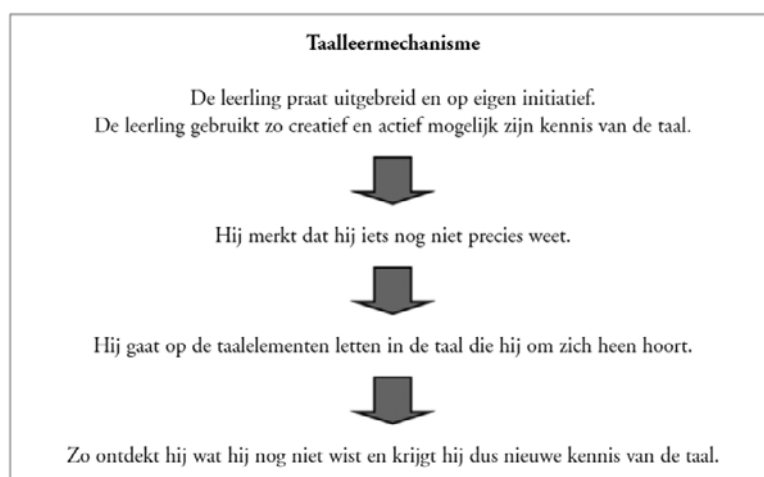 Taalleermechanisme
De leerling praat uitgebreid en op eigen initiatief.
De leerling gebruikt zo creatief en actief mogelijk zijn kennis van de taal.
Hij merkt dat hij iets nog niet precies weet.
Hij gaat op de taalelementen letten in de taal die hij om zich heen hoort.
Zo ontdekt hij wat hij nog niet wist en krijgt hij dus nieuwe kennis van de taal.